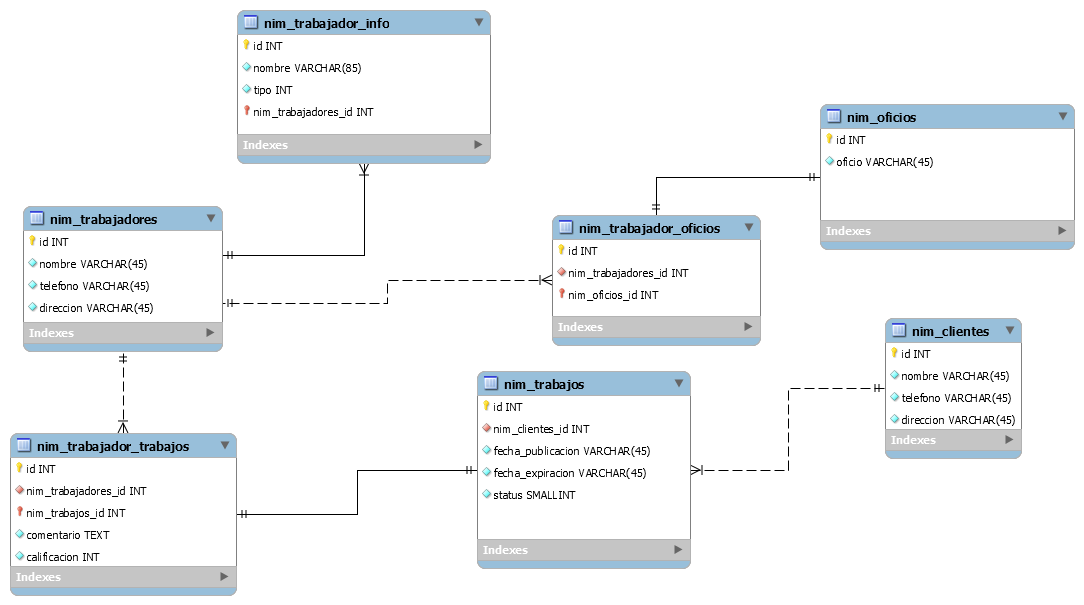 nim_trabajador_info
id INT
nombre VARCHAR(85)
tipo INT
nim_trabajadores_id INT
Indexes
nim_oficios
id INT
oficio VARCHAR(45)
Indexes
nim_trabajadores
id INT
nombre VARCHAR(45)
telefono VARCHAR(45)
direccion VARCHAR(45)
Indexes
nim_trabajador_oficios
id INT
nim_trabajadores_id INT
nim_oficios_id INT
Indexes
nim_clientes
id INT
nombre VARCHAR(45)
telefono VARCHAR(45)
direccion VARCHAR(45)
Indexes
nim_trabajos
id INT
nim_clientes_id INT
fecha_publicacion VARCHAR(45)
fecha_expiracion VARCHAR(45)
status SMALLINT
Indexes
nim_trabajador_trabajos
id INT
nim_trabajadores_id INT
nim_trabajos_id INT
comentario TEXT
calificacion INT
Indexes